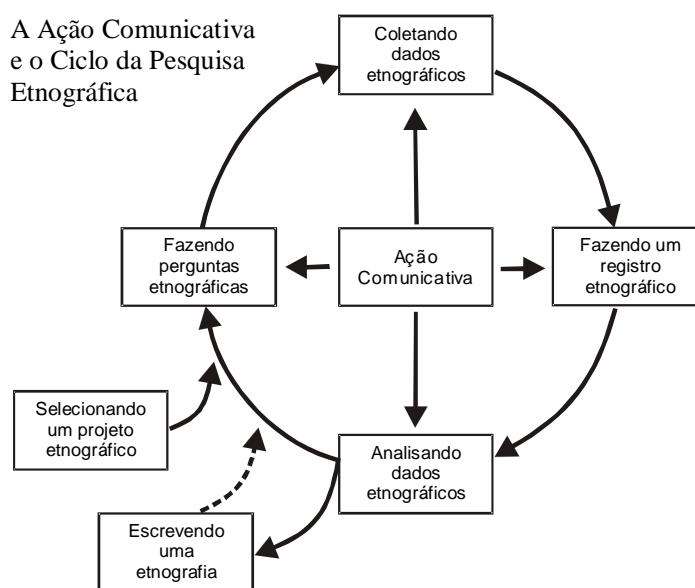 A Ação Comunicativa
e o Ciclo da Pesquisa
Etnográfica
Coletando
dados
etnográficos
Fazendo
perguntas
etnográficas
Ação
Comunicativa
Fazendo um
registro
etnográfico
Selecionando
um projeto
etnográfico
Analisando
dados
etnográficos
Escrevendo
uma
etnografia